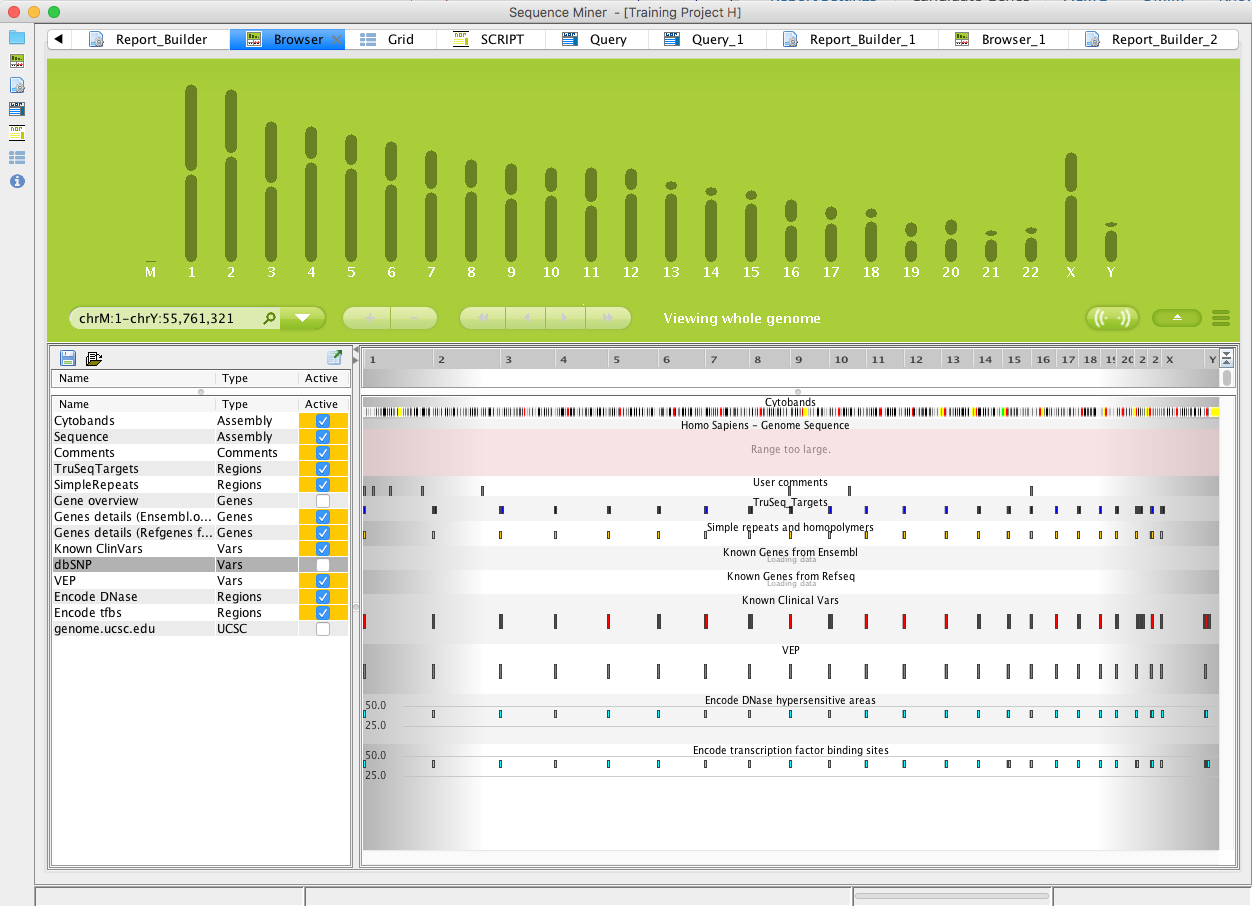 Sequence Miner - [Training Project H]
Report_Builder Browser Grid SCRIPT Query Query_1 Report_Builder_1 Browser_1 Report_Builder_2
M 1 2 3 4 5 6 7 8 9 10 11 12 13 14 15 16 17 18 19 20 21 22 X Y
chrM:1-chrY:55,761,321
Viewing whole genome
Name Type Active
Name Type Active
Cytobands Assembly
Sequence Assembly
Comments Comments
TruSeqTargets Regions
SimpleRepeats Regions
Gene overview Genes
Genes details (Ensembl.o... Genes
Genes details (Refgenes f... Genes
Known ClinVars Vars
dbSNP Vars
VEP Vars
Encode DNase Regions
Encode tfbs Regions
genome.ucsc.edu UCSC
1 2 3 4 5 6 7 8 9 10 11 12 13 14 15 16 17 18 19 20 2 2 X Y
Cytobands
Homo Sapiens - Genome Sequence
Range too large.
User comments
TruSeq_Targets
Simple repeats and homopolymers
Known Genes from Ensembl
Loading data
Known Genes from Refseq
Loading data
Known Clinical Vars
VEP
Encode DNase hypersensitive areas
50.0
25.0
Encode transcription factor binding sites
50.0
25.0